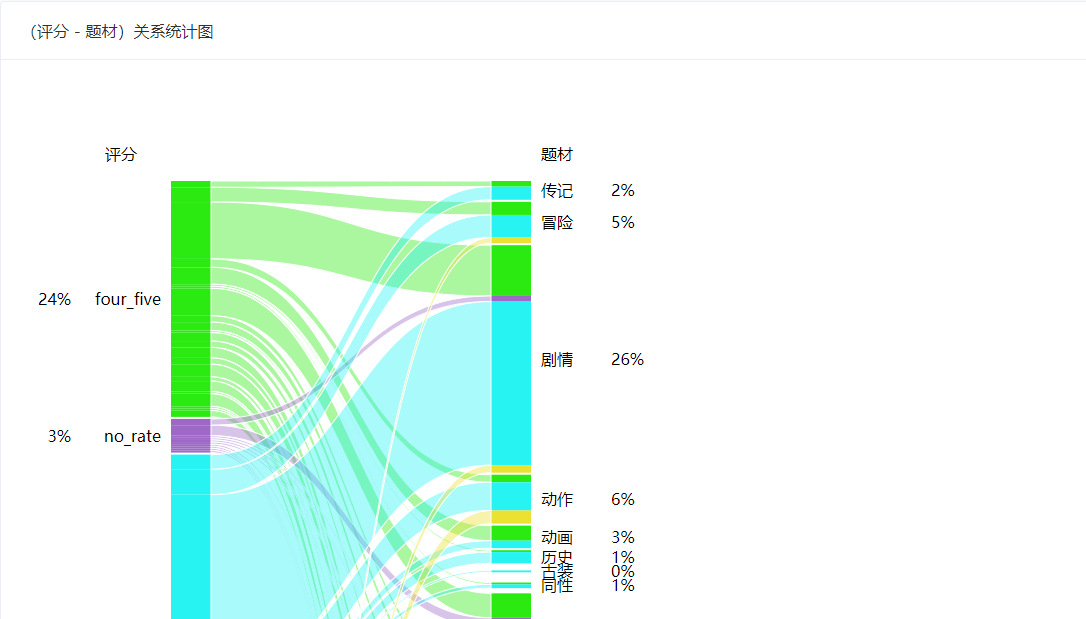 (评分 - 题材) 关系统计图
评分 题材
传记 2%
冒险 5%
24% four_five
剧情 26%
3% no_rate
动作 6%
动画 3%
历史 1%
古装 0%
同性 1%